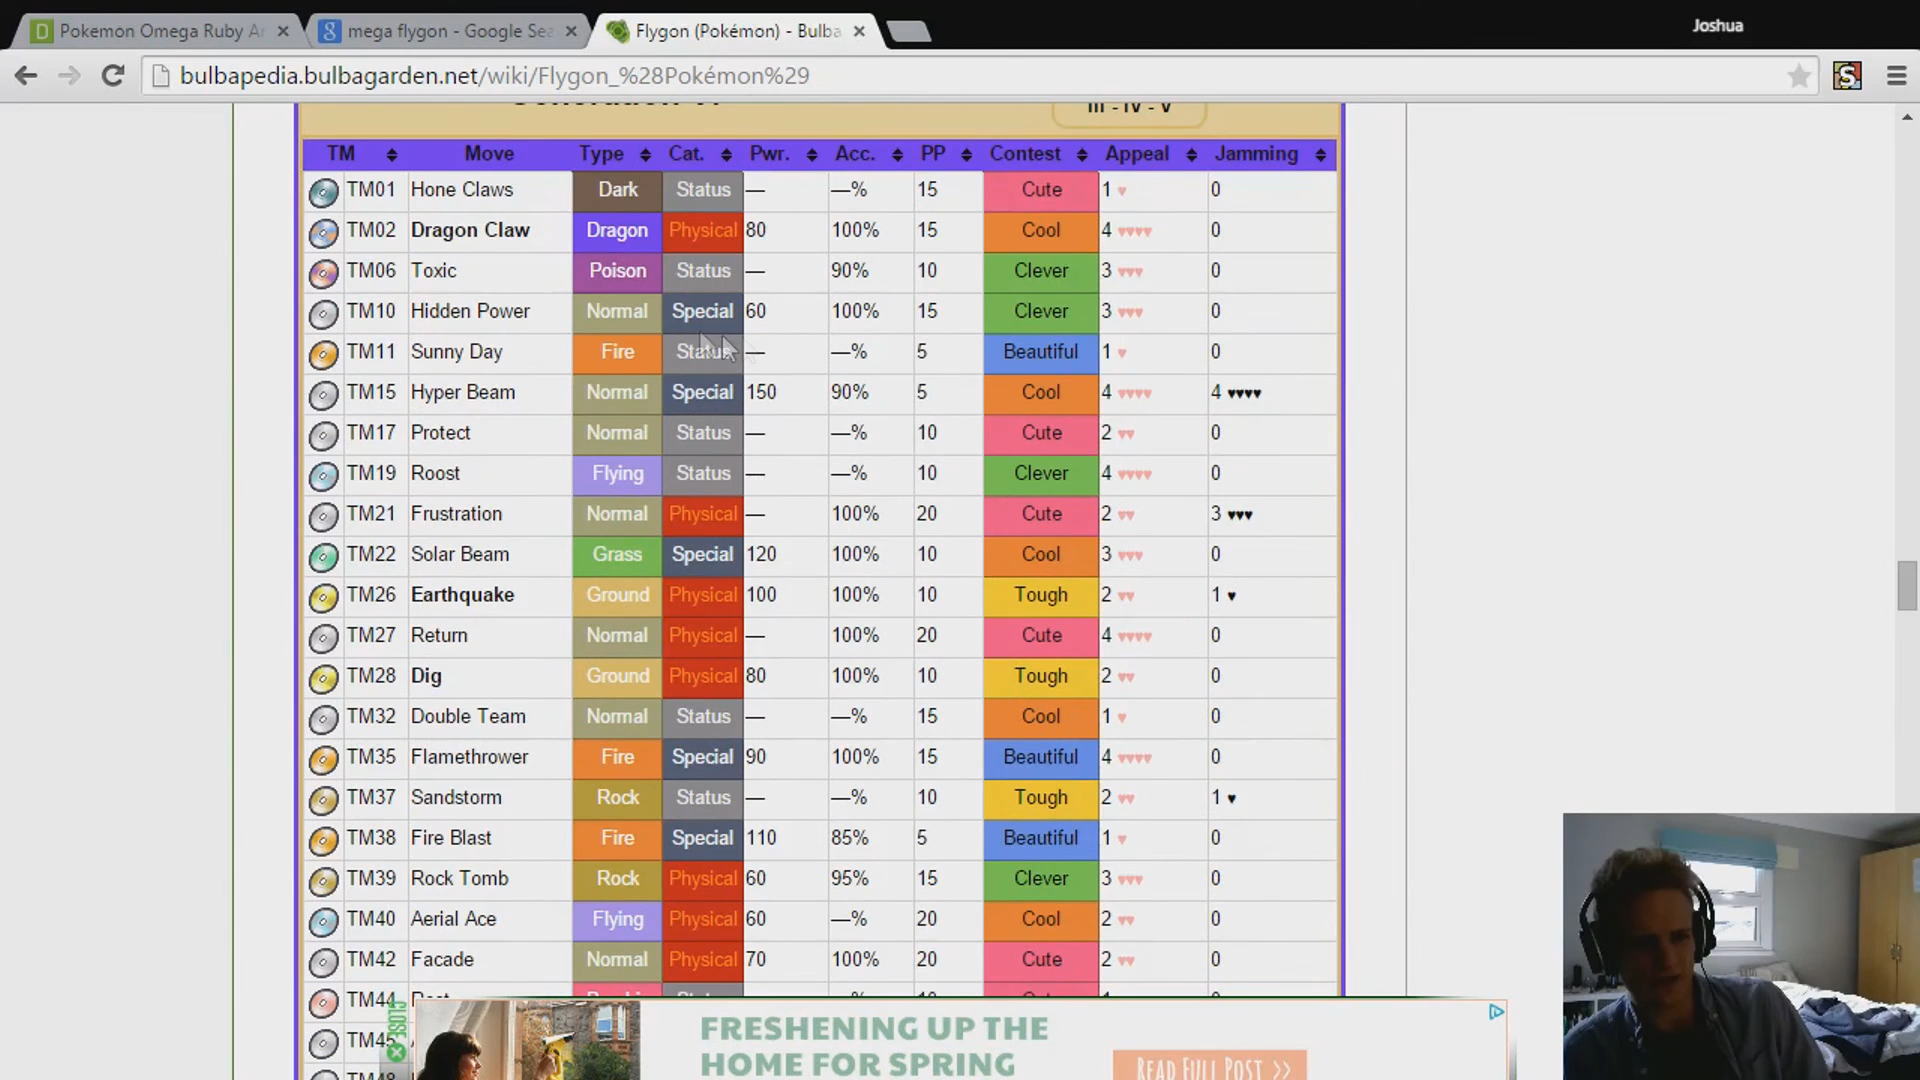 Pokemon Omega Ruby Ar
mega flygon - Google Sea
Flygon (Pokémon) - Bulba
Joshua
bulbapedia.bulbagarden.net/wiki/Flygon_%28Pokémon%29
III - IV - V
TM Move Type Cat. Pwr. Acc. PP Contest Appeal Jamming
TM01 Hone Claws Dark Status — —% 15 Cute 1 ♥ 0
TM02 Dragon Claw Dragon Physical 80 100% 15 Cool 4 ♥♥♥♥ 0
TM06 Toxic Poison Status — 90% 10 Clever 3 ♥♥♥ 0
TM10 Hidden Power Normal Special 60 100% 15 Clever 3 ♥♥♥ 0
TM11 Sunny Day Fire Status — —% 5 Beautiful 1 ♥ 0
TM15 Hyper Beam Normal Special 150 90% 5 Cool 4 ♥♥♥♥ 4 ♥♥♥♥
TM17 Protect Normal Status — —% 10 Cute 2 ♥♥ 0
TM19 Roost Flying Status — —% 10 Clever 4 ♥♥♥♥ 0
TM21 Frustration Normal Physical — 100% 20 Cute 2 ♥♥ 3 ♥♥♥
TM22 Solar Beam Grass Special 120 100% 10 Cool 3 ♥♥♥ 0
TM26 Earthquake Ground Physical 100 100% 10 Tough 2 ♥♥ 1 ♥
TM27 Return Normal Physical — 100% 20 Cute 4 ♥♥♥♥ 0
TM28 Dig Ground Physical 80 100% 10 Tough 2 ♥♥ 0
TM32 Double Team Normal Status — —% 15 Cool 1 ♥ 0
TM35 Flamethrower Fire Special 90 100% 15 Beautiful 4 ♥♥♥♥ 0
TM37 Sandstorm Rock Status — —% 10 Tough 2 ♥♥ 1 ♥
TM38 Fire Blast Fire Special 110 85% 5 Beautiful 1 ♥ 0
TM39 Rock Tomb Rock Physical 60 95% 15 Clever 3 ♥♥♥ 0
TM40 Aerial Ace Flying Physical 60 —% 20 Cool 2 ♥♥ 0
TM42 Facade Normal Physical 70 100% 20 Cute 2 ♥♥ 0
TM44
TM45
TM48
CLOSE
FRESHENING UP THE
HOME FOR SPRING
READ FULL POST >>